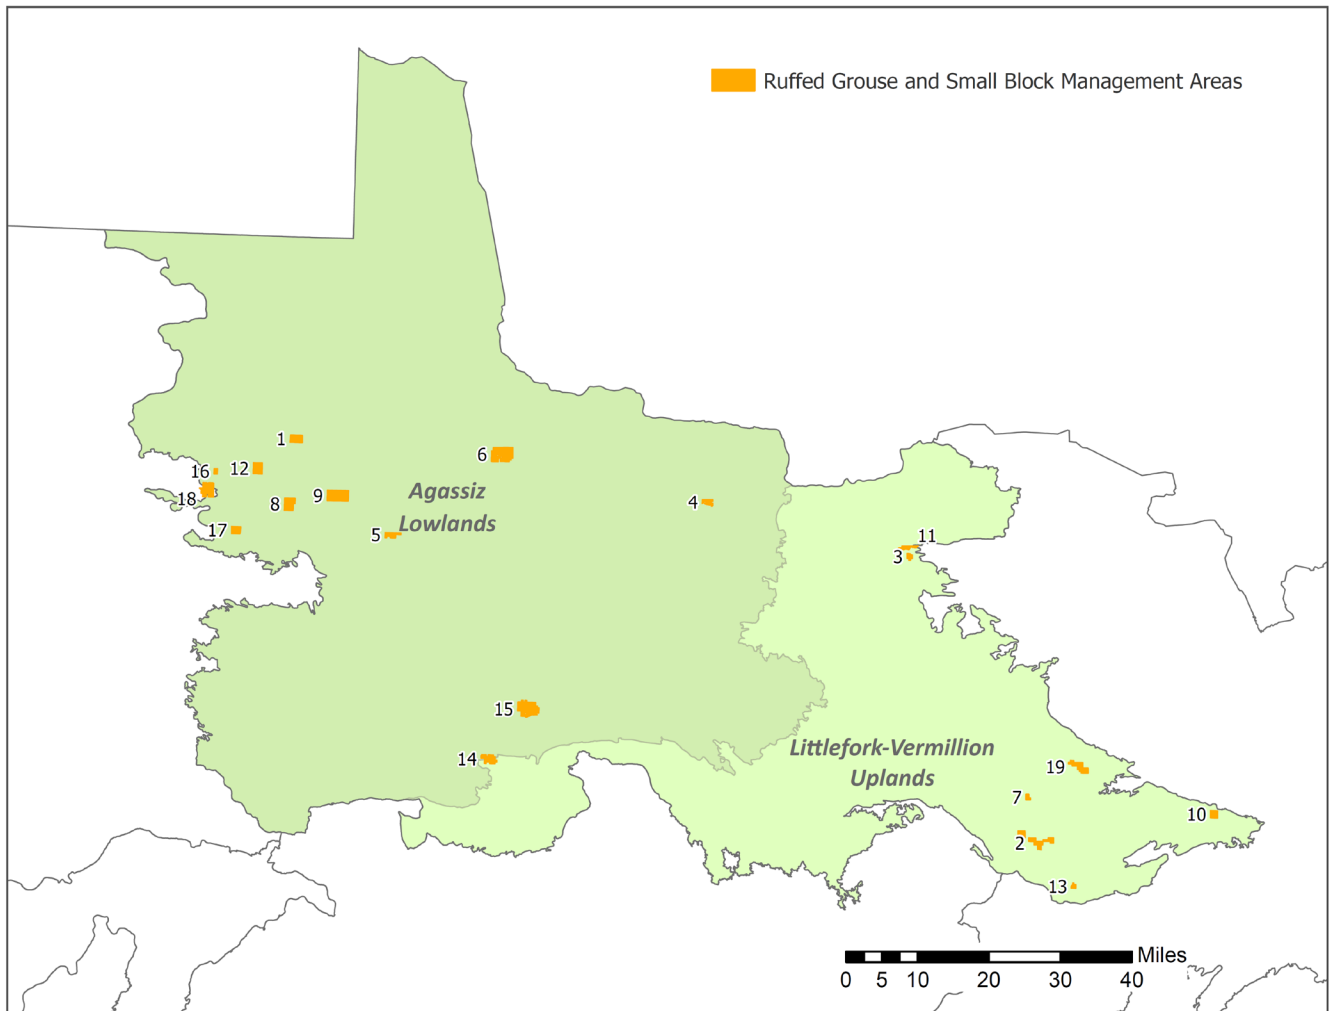 Ruffed Grouse and Small Block Management Areas
1
6
16
12
18
8
9
Agassiz
Lowlands
4
17
5
11
3
15
14
Littlefork-Vermillion
Uplands
19
7
10
2
13
Miles
0 5 10 20 30 40